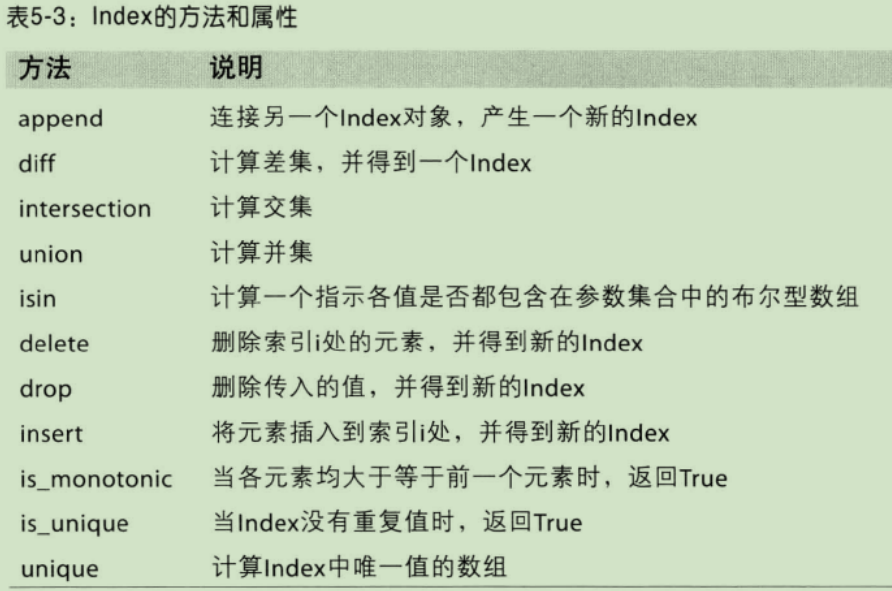 表5-3：Index的方法和属性
方法 说明
append 连接另一个Index对象，产生一个新的Index
diff 计算差集，并得到一个Index
intersection 计算交集
union 计算并集
isin 计算一个指示各值是否都包含在参数集合中的布尔型数组
delete 删除索引i处的元素，并得到新的Index
drop 删除传入的值，并得到新的Index
insert 将元素插入到索引i处，并得到新的Index
is_monotonic 当各元素均大于等于前一个元素时，返回True
is_unique 当Index没有重复值时，返回True
unique 计算Index中唯一值的数组